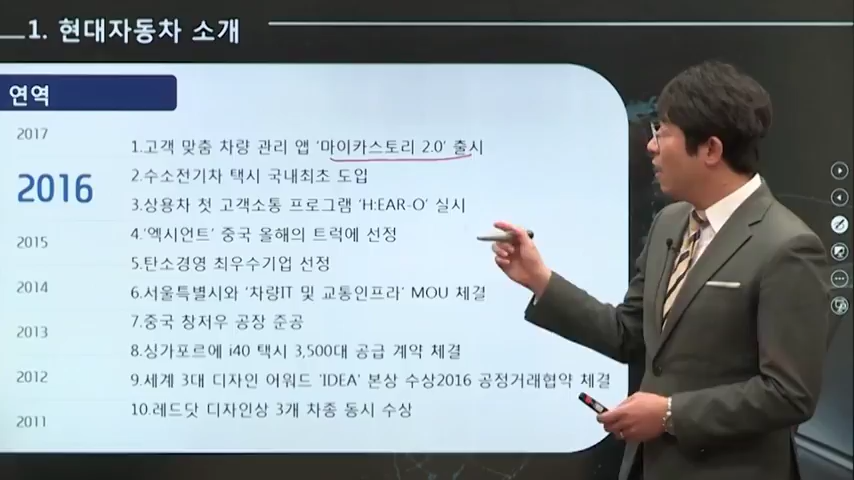 1. 현대자동차 소개
연역
2017
2016
2015
2014
2013
2012
2011
1.고객 맞춤 차량 관리 앱 '마이카스토리 2.0' 출시
2.수소전기차 택시 국내최초 도입
3.상용차 첫 고객소통 프로그램 'H:EAR-O' 실시
4.'엑시언트' 중국 올해의 트럭에 선정
5.탄소경영 최우수기업 선정
6.서울특별시와 '차량IT 및 교통인프라' MOU 체결
7.중국 창저우 공장 준공
8.싱가포르에 i40 택시 3,500대 공급 계약 체결
9.세계 3대 디자인 어워드 'IDEA' 본상 수상2016 공정거래협약 체결
10.레드닷 디자인상 3개 차종 동시 수상